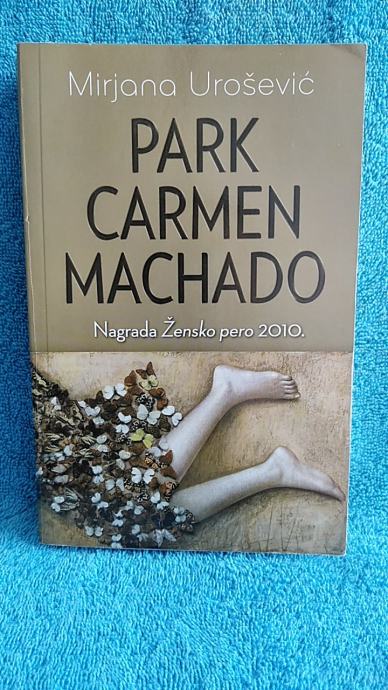 Mirjana Urošević
PARK
CARMEN
MACHADO
Nagrada Žensko pero 2010.